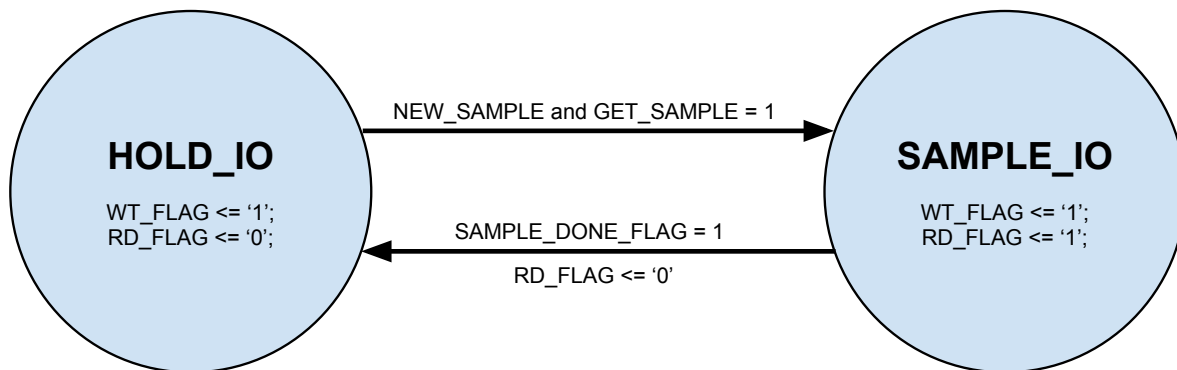 HOLD_IO
WT_FLAG <= ‘1’;
RD_FLAG <= ‘0’;
NEW_SAMPLE and GET_SAMPLE = 1
SAMPLE_DONE_FLAG = 1
RD_FLAG <= ‘0’
SAMPLE_IO
WT_FLAG <= ‘1’;
RD_FLAG <= ‘1’;